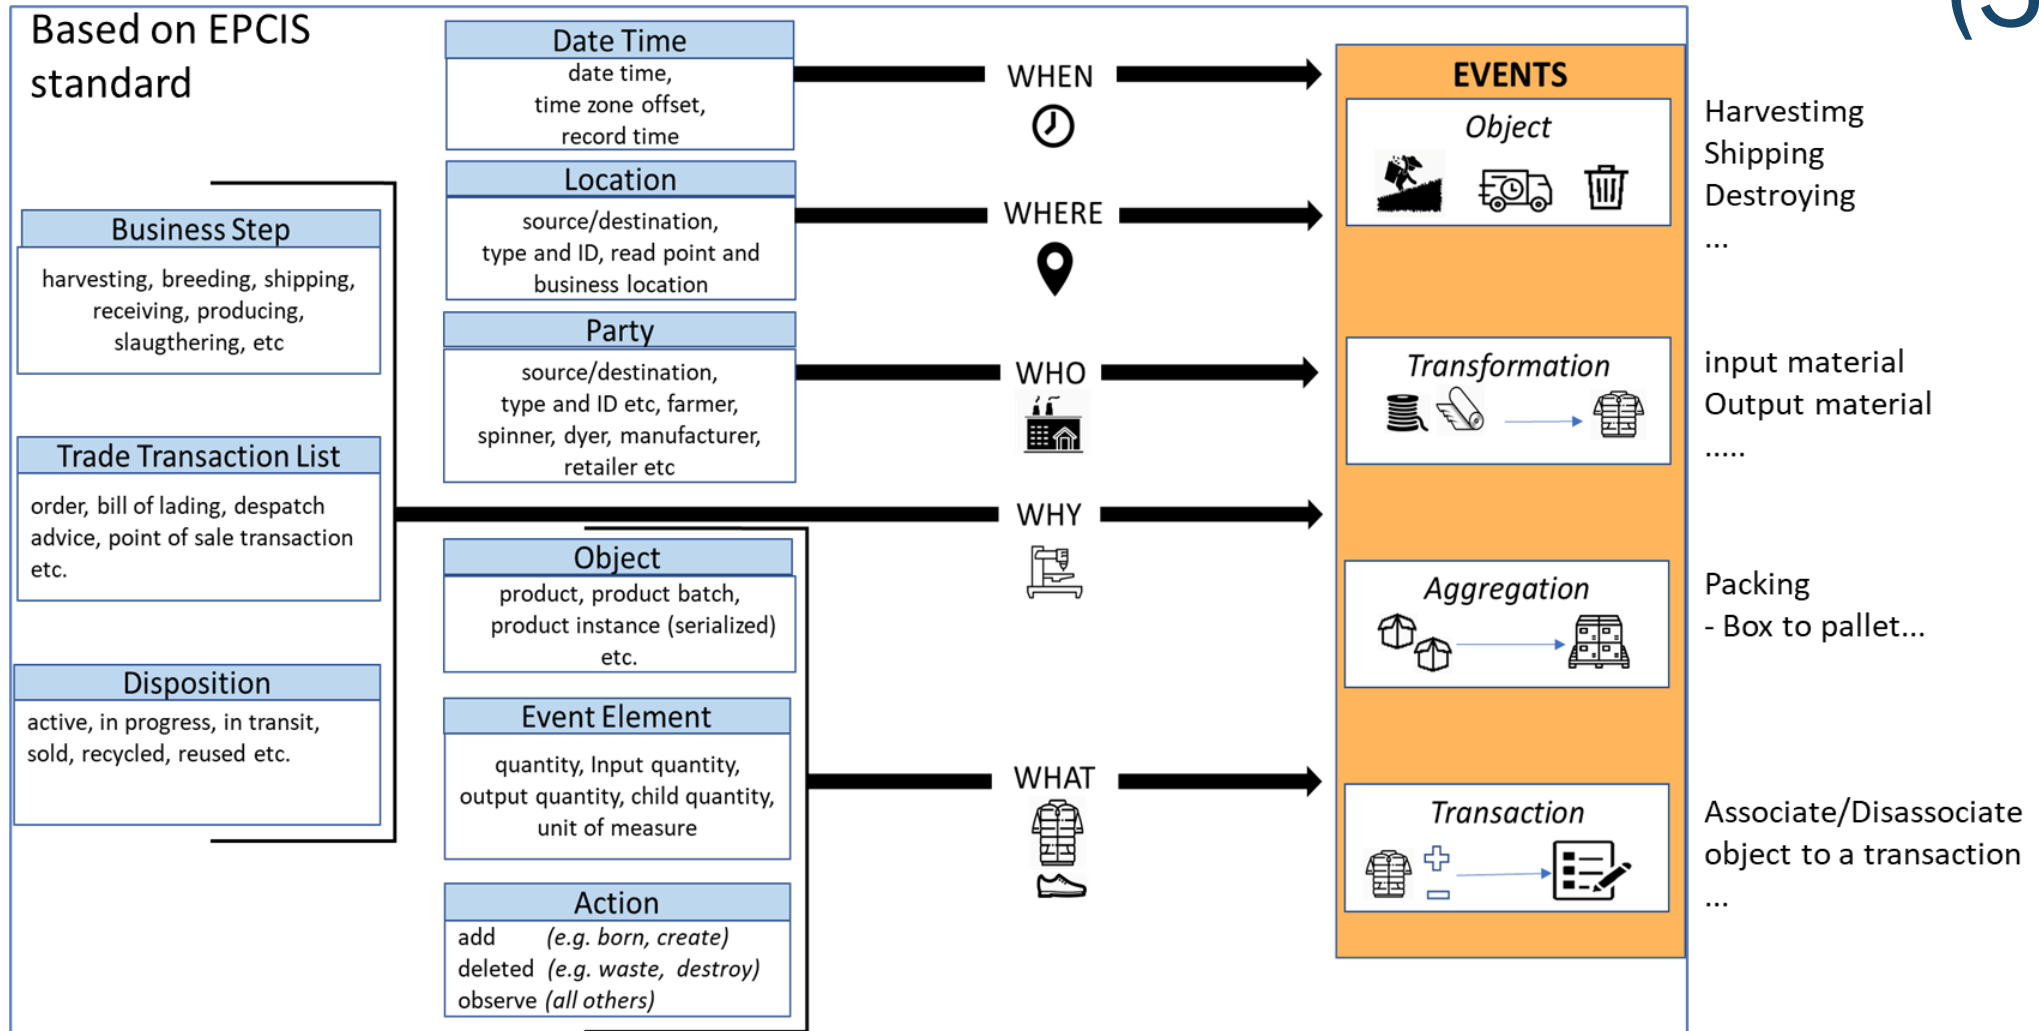 Based on EPCIS
standard
Business Step
harvesting, breeding, shipping,
receiving, producing,
slaugthering, etc
Trade Transaction List
order, bill of lading, despatch
advice, point of sale transaction
etc.
Disposition
active, in progress, in transit,
sold, recycled, reused etc.
Date Time
date time,
time zone offset,
record time
Location
source/destination,
type and ID, read point and
business location
Party
source/destination,
type and ID etc, farmer,
spinner, dyer, manufacturer,
retailer etc
Object
product, product batch,
product instance (serialized)
etc.
Event Element
quantity, Input quantity,
output quantity, child quantity,
unit of measure
Action
add (e.g. born, create)
deleted (e.g. waste, destroy)
observe (all others)
WHEN
WHERE
WHO
WHY
WHAT
EVENTS
Object
Transformation
Aggregation
Transaction
Harvestimg
Shipping
Destroying
...
input material
Output material
.....
Packing
- Box to pallet...
Associate/Disassociate
object to a transaction
...